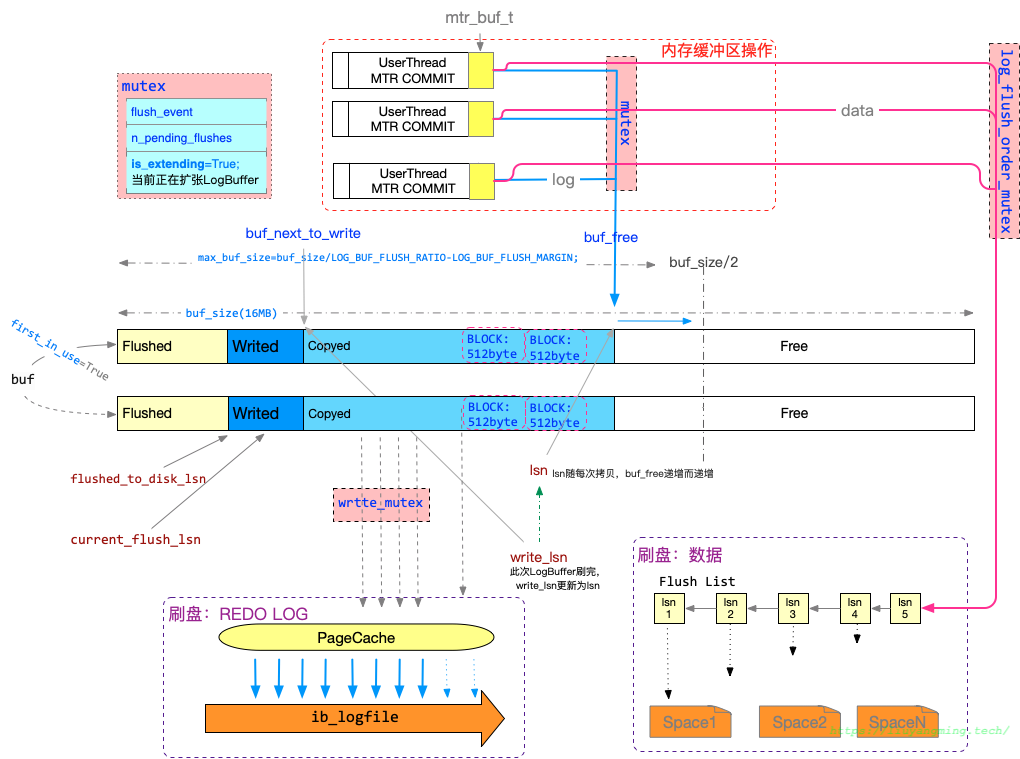 mtr_buf_t
内存缓冲区操作
mutex
flush_event
n_pending_flushes
is_extending=True;
当前正在扩张LogBuffer
UserThread
MTR COMMIT
UserThread
MTR COMMIT
UserThread
MTR COMMIT
mutex
log
data
log_flush_order_mutex
buf_next_to_write
buf_free
max_buf_size=buf_size/LOG_BUF_FLUSH_RATIO-LOG_BUF_FLUSH_MARGIN;
buf_size/2
buf_size(16MB)
first_in_use=True
buf
Flushed
Writed
Copyed
BLOCK:
512byte
BLOCK:
512byte
Free
Flushed
Writed
Copyed
BLOCK:
512byte
BLOCK:
512byte
Free
flushed_to_disk_lsn
current_flush_lsn
wrtte_mutex
lsn
lsn随每次拷贝，buf_free递增而递增
write_lsn
此次LogBuffer刷完，
write_lsn更新为lsn
刷盘：REDO LOG
PageCache
ib_logfile
刷盘：数据
Flush List
lsn
1
lsn
2
lsn
3
lsn
4
lsn
5
Space1
Space2
SpaceN